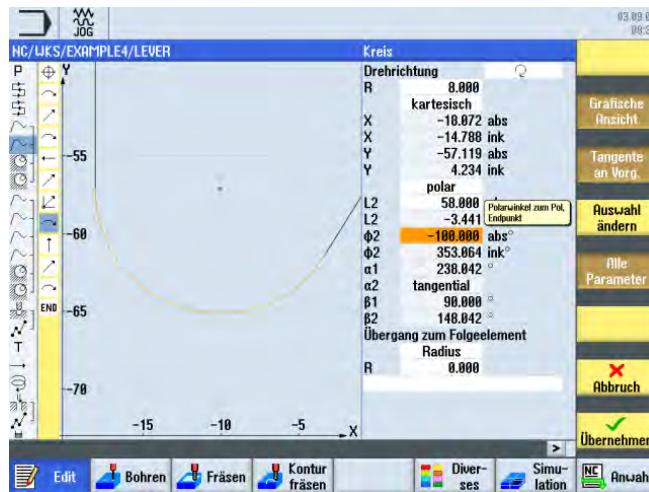 JOG
03.09.0
NC/WKS/EXAMPLE4/LEVER
Kreis
P
Y
-55
-60
-65
-70
-15 -10 -5 X
END
T
Drehrichtung
R 8.000
kartesisch
X -18.072 abs
X -14.788 ink
Y -57.119 abs
Y 4.234 ink
polar
L2 58.000
L2 -3.441
Polarwinkel zum Pol,
Endpunkt
φ2 -100.000 abs°
φ2 353.064 ink°
α1 238.042 °
α2 tangential
β1 90.000 °
β2 148.042 °
Übergang zum Folgeelement
Radius
R 0.000
Grafische
Ansicht
Tangente
an Vorg.
Auswahl
ändern
Alle
Parameter
Abbruch
Übernehmen
>
Edit
Bohren
Fräsen
Kontur
fräsen
Diver-
ses
Simu-
lation
NC Anwah